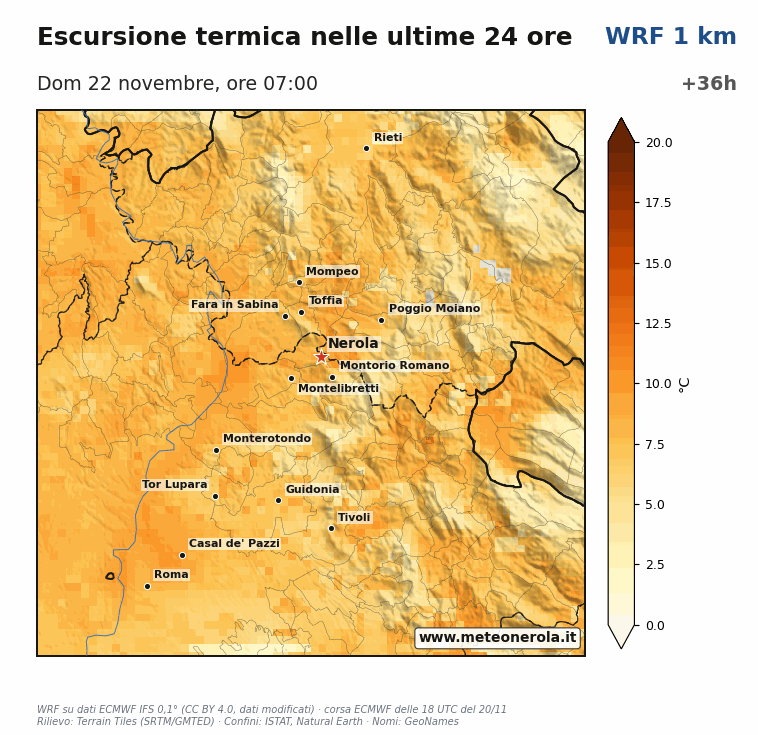 Escursione termica nelle ultime 24 ore
WRF 1 km
Dom 22 novembre, ore 07:00
+36h
Rieti
Mompeo
Toffia
Fara in Sabina
Poggio Moiano
Nerola
Montorio Romano
Montelibretti
Monterotondo
Tor Lupara
Guidonia
Tivoli
Casal de' Pazzi
Roma
www.meteonerola.it
20.0
17.5
15.0
12.5
10.0
7.5
5.0
2.5
0.0
°C
WRF su dati ECMWF IFS 0,1° (CC BY 4.0, dati modificati) · corsa ECMWF delle 18 UTC del 20/11
Rilievo: Terrain Tiles (SRTM/GMTED) · Confini: ISTAT, Natural Earth · Nomi: GeoNames